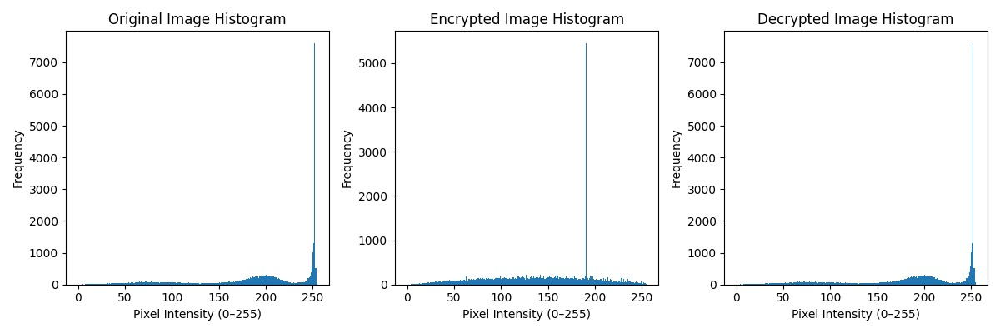 Original Image Histogram
Encrypted Image Histogram
Decrypted Image Histogram
Frequency
7000
6000
5000
4000
3000
2000
1000
0
0 50 100 150 200 250
Pixel Intensity (0–255)
Frequency
5000
4000
3000
2000
1000
0
0 50 100 150 200 250
Pixel Intensity (0–255)
Frequency
7000
6000
5000
4000
3000
2000
1000
0
0 50 100 150 200 250
Pixel Intensity (0–255)